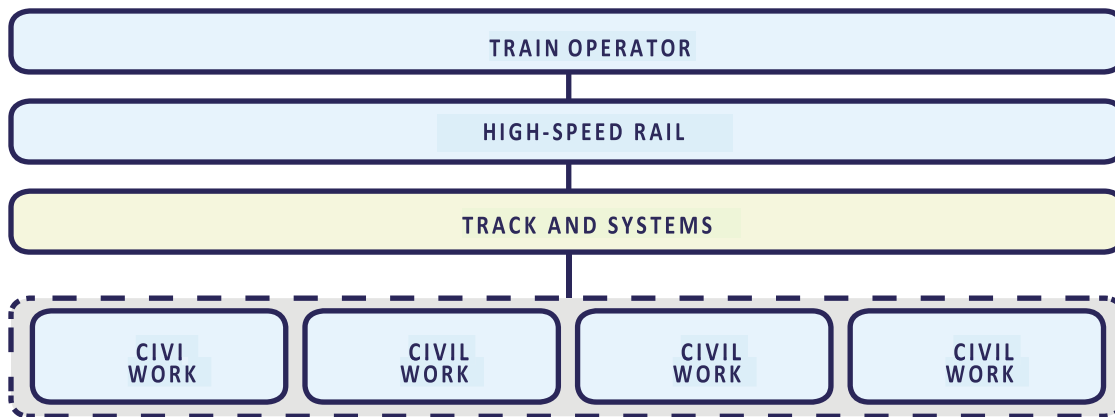 TRAIN OPERATOR
HIGH-SPEED RAIL
TRACK AND SYSTEMS
CIVI
WORK
CIVIL
WORK
CIVIL
WORK
CIVIL
WORK